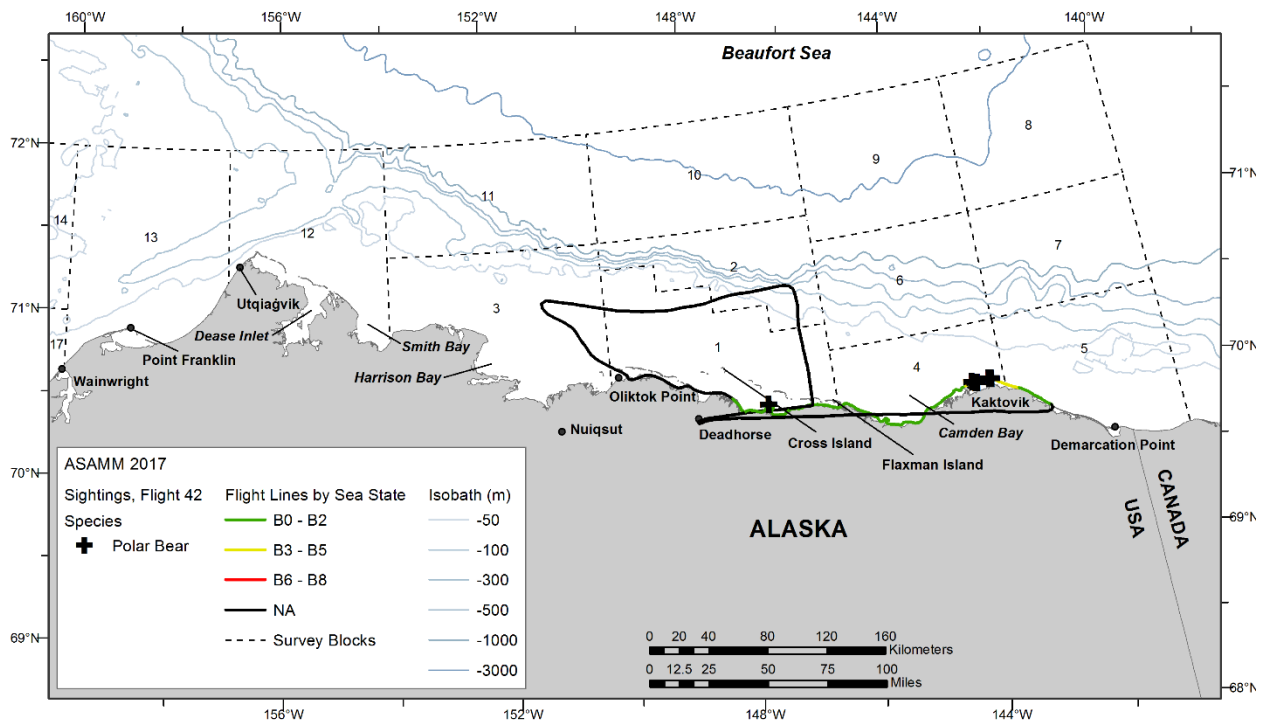 160°W 156°W 152°W 148°W 144°W 140°W
Beaufort Sea
72°N
71°N
8
9
10
11
14
13
12
7
2
6
Utqiaġvik
71°N
3
Dease Inlet
Smith Bay
17
Point Franklin
1
5
70°N
Harrison Bay
4
Wainwright
Oliktok Point
Kaktovik
70°N
Nuiqsut
Deadhorse
Cross Island
Camden Bay
Flaxman Island
Demarcation Point
ALASKA
USA
CANADA
69°N
69°N
68°N
ASAMM 2017
Sightings, Flight 42
Species
Polar Bear
Flight Lines by Sea State
B0 - B2
B3 - B5
B6 - B8
NA
Survey Blocks
Isobath (m)
-50
-100
-300
-500
-1000
-3000
0 20 40 80 120 160
Kilometers
0 12.5 25 50 75 100
Miles
156°W 152°W 148°W 144°W